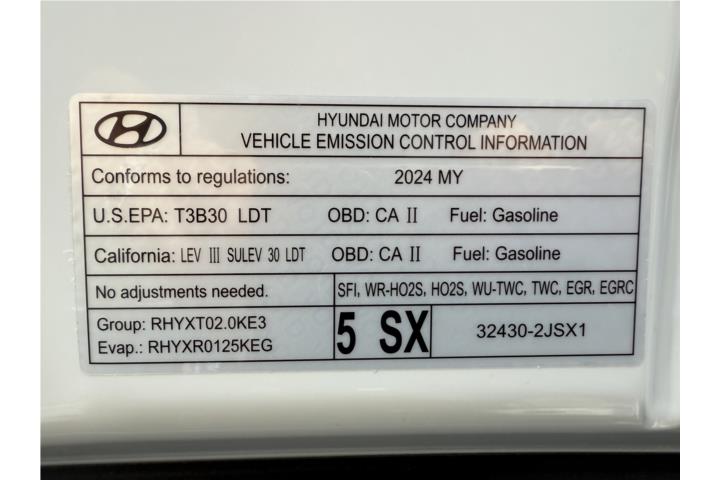 HYUNDAI MOTOR COMPANY
VEHICLE EMISSION CONTROL INFORMATION
Conforms to regulations: 2024 MY
U.S.EPA: T3B30 LDT OBD: CA II Fuel: Gasoline
California: LEV III SULEV 30 LDT OBD: CA II Fuel: Gasoline
No adjustments needed. SFI, WR-HO2S, HO2S, WU-TWC, TWC, EGR, EGRC
Group: RHYXT02.0KE3
Evap.: RHYXR0125KEG
5 SX
32430-2JSX1